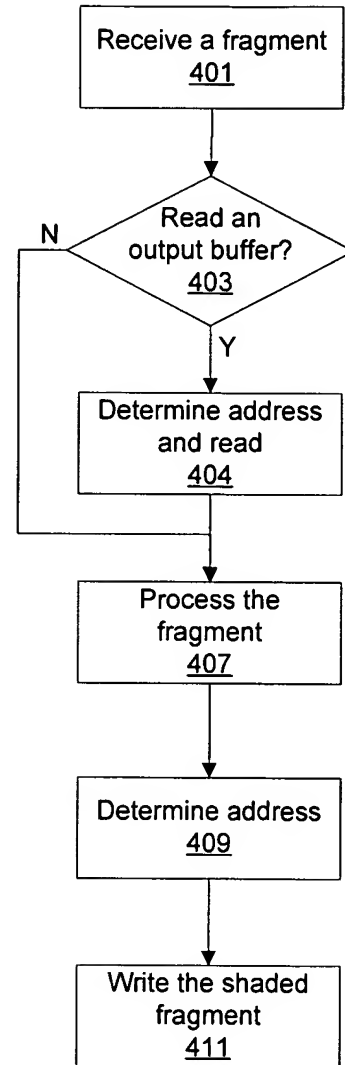 Receive a fragment
401
N
Read an
output buffer?
403
Y
Determine address
and read
404
Process the
fragment
407
Determine address
409
Write the shaded
fragment
411